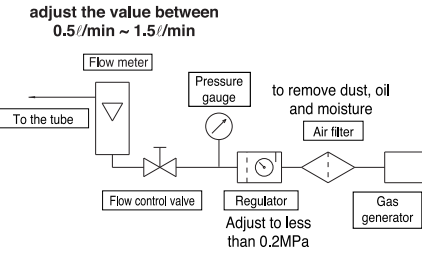 adjust the value between
0.5ℓ/min ~ 1.5ℓ/min
Flow meter
Pressure
gauge
to remove dust, oil
and moisture
To the tube
Air filter
Flow control valve
Regulator
Gas
generator
Adjust to less
than 0.2MPa